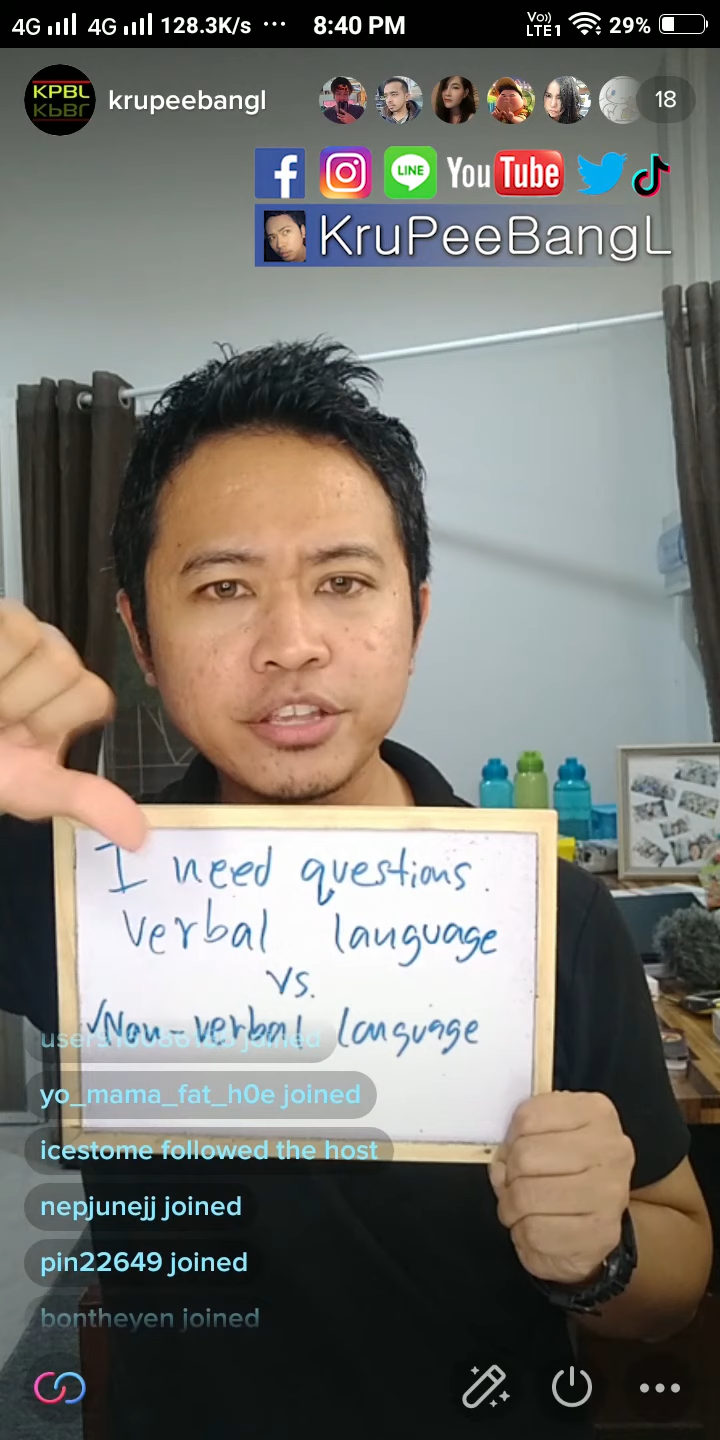 4G 4G 128.3K/s ... 8:40 PM Vo)) LTE1 29%
KPBL
krupeebangl
18
f LINE YouTube
KruPeeBangL
I need questions.
Verbal language
vs.
√Non-verbal language
joined
yo_mama_fat_h0e joined
icestome followed the host
nepjunejj joined
pin22649 joined
bontheyen joined